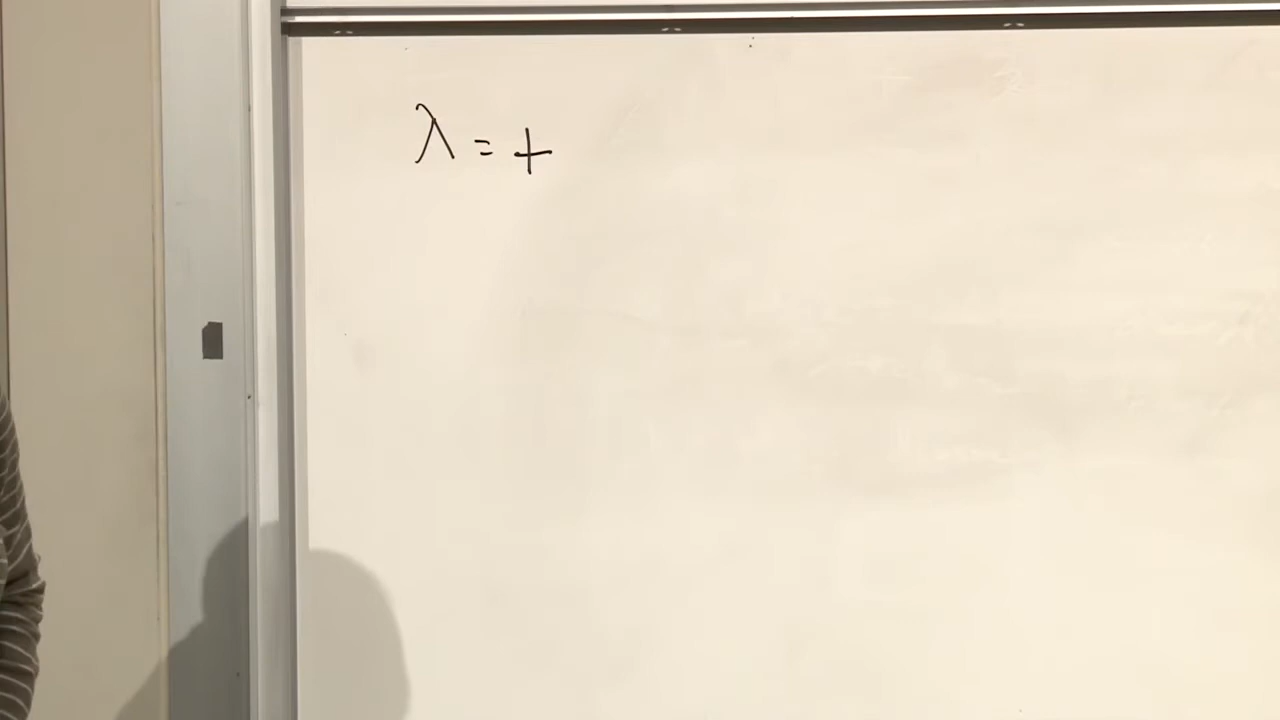 λ = +